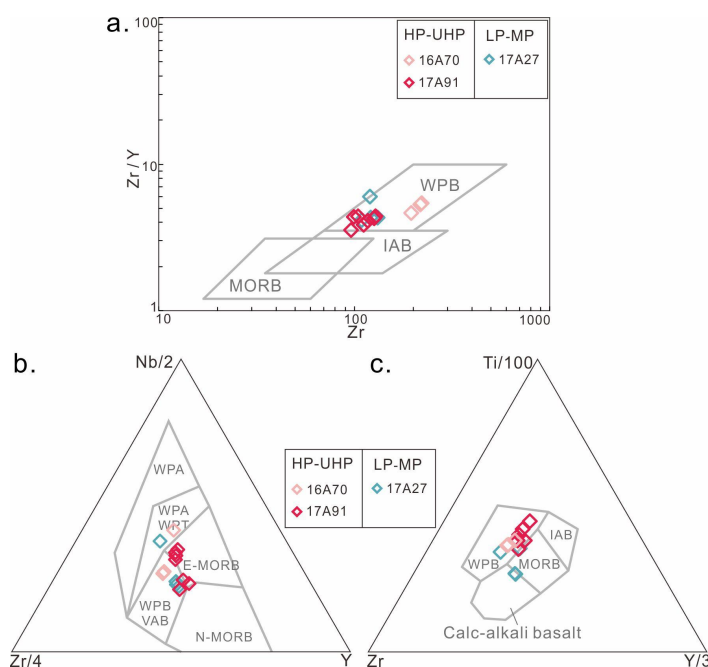 a.
100
10
1
Zr/Y
HP-UHP LP-MP
16A70 17A27
17A91
WPB
IAB
MORB
10 100 1000
Zr
b.
Nb/2
WPA
WPA
WRT
E-MORB
WPB
VAB
N-MORB
Zr/4 Y
HP-UHP LP-MP
16A70 17A27
17A91
c.
Ti/100
IAB
WPB MORB
Calc-alkali basalt
Zr Y/3